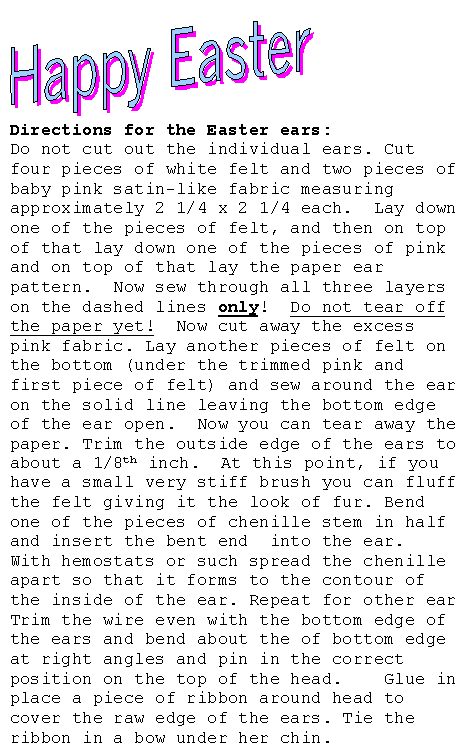 Happy Easter
Directions for the Easter ears:
Do not cut out the individual ears. Cut
four pieces of white felt and two pieces of
baby pink satin-like fabric measuring
approximately 2 1/4 x 2 1/4 each.  Lay down
one of the pieces of felt, and then on top
of that lay down one of the pieces of pink
and on top of that lay the paper ear
pattern.  Now sew through all three layers
on the dashed lines only!  Do not tear off
the paper yet!  Now cut away the excess
pink fabric. Lay another pieces of felt on
the bottom (under the trimmed pink and
first piece of felt) and sew around the ear
on the solid line leaving the bottom edge
of the ear open.  Now you can tear away the
paper. Trim the outside edge of the ears to
about a 1/8th inch.  At this point, if you
have a small very stiff brush you can fluff
the felt giving it the look of fur. Bend
one of the pieces of chenille stem in half
and insert the bent end  into the ear.
With hemostats or such spread the chenille
apart so that it forms to the contour of
the inside of the ear. Repeat for other ear
Trim the wire even with the bottom edge of
the ears and bend about the of bottom edge
at right angles and pin in the correct
position on the top of the head.    Glue in
place a piece of ribbon around head to
cover the raw edge of the ears. Tie the
ribbon in a bow under her chin.